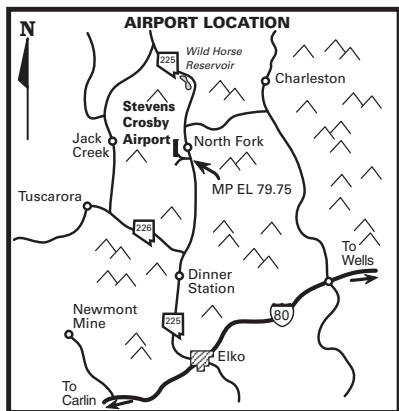 AIRPORT LOCATION
N
225
Wild Horse
Reservoir
Charleston
Stevens
Crosby
Airport
North Fork
Jack
Creek
MP EL 79.75
Tuscarora
226
To
Wells
Dinner
Station
80
Newmont
Mine
225
Elko
To
Carlin